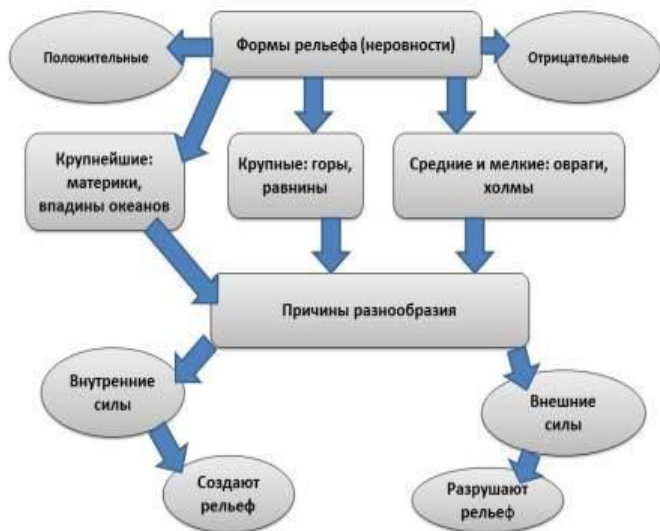 Формы рельефа (неровности)
Положительные
Отрицательные
Крупнейшие:
материки,
впадины океанов
Крупные: горы,
равнины
Средние и мелкие: овраги,
холмы
Причины разнообразия
Внутренние
силы
Внешние
силы
Создают
рельеф
Разрушают
рельеф